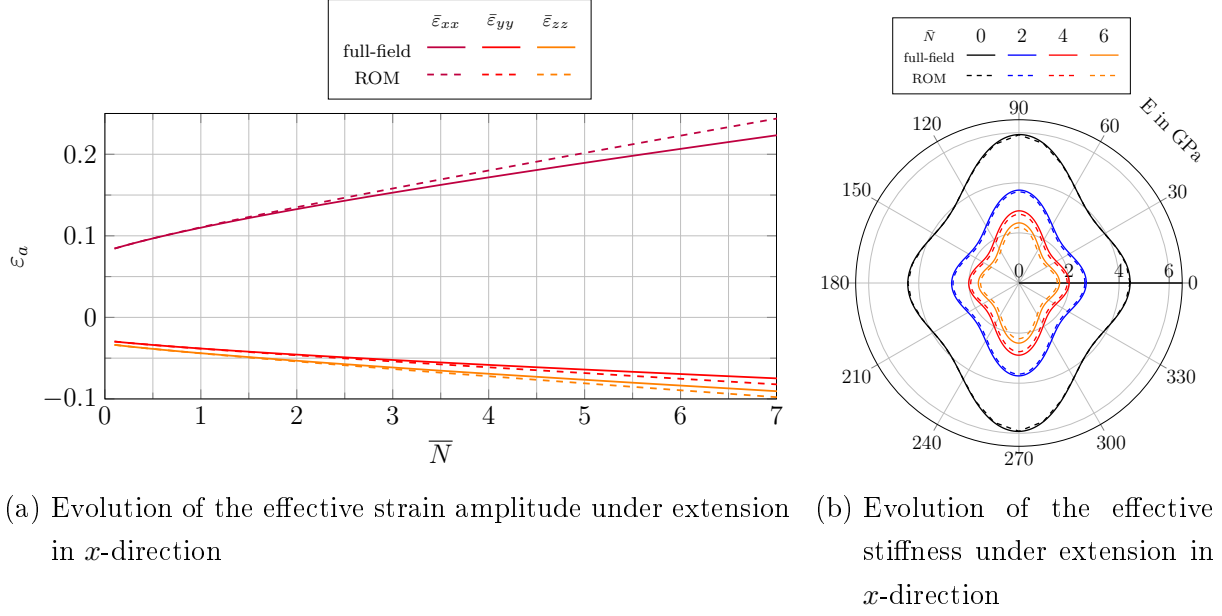 ε̄xx ε̄yy ε̄zz
full-field
ROM
0.2
0.1
0
−0.1
εa
0 1 2 3 4 5 6 7
N̄
N̄ 0 2 4 6
full-field
ROM
E in GPa
90
120 60
150 30
180 0 2 4 6 0
210 330
240 300
270
(a) Evolution of the effective strain amplitude under extension
in x-direction
(b) Evolution of the effective
stiffness under extension in
x-direction